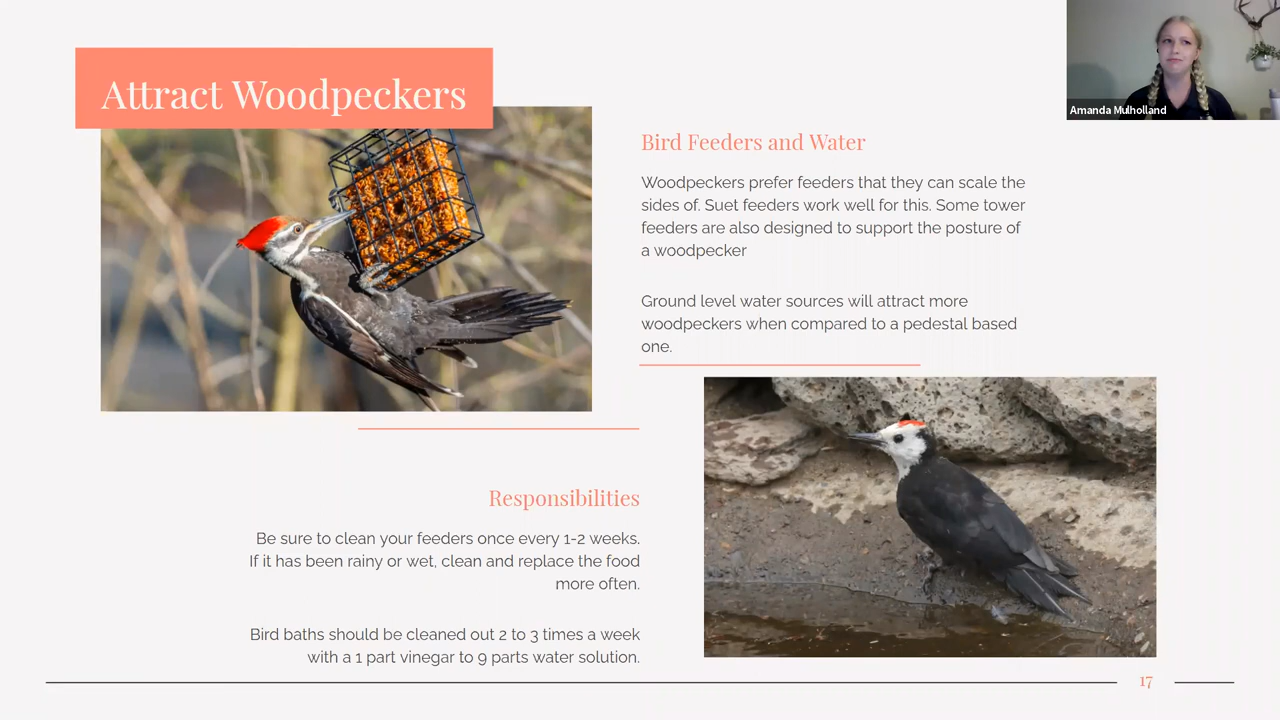 Attract Woodpeckers
Amanda Mulholland
Bird Feeders and Water
Woodpeckers prefer feeders that they can scale the
sides of. Suet feeders work well for this. Some tower
feeders are also designed to support the posture of
a woodpecker
Ground level water sources will attract more
woodpeckers when compared to a pedestal based
one.
Responsibilities
Be sure to clean your feeders once every 1-2 weeks.
If it has been rainy or wet, clean and replace the food
more often.
Bird baths should be cleaned out 2 to 3 times a week
with a 1 part vinegar to 9 parts water solution.
17